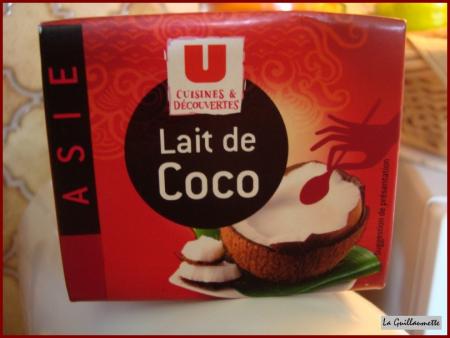 ASIE
U
CUISINES &
DÉCOUVERTES
Lait de
Coco
Suggestion de présentation
La Guillaumette